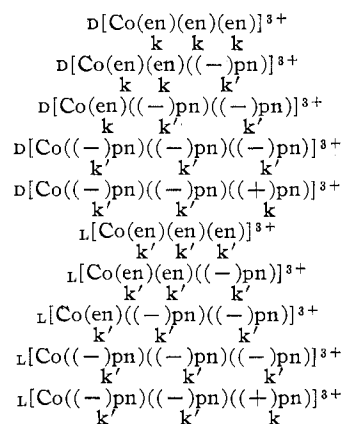 D[Co(en)(en)(en)]³⁺
k k k
D[Co(en)(en)((—)pn)]³⁺
k k k′
D[Co(en)((—)pn)((—)pn)]³⁺
k k′ k′
D[Co((—)pn)((—)pn)((—)pn)]³⁺
k′ k′ k′
D[Co((—)pn)((—)pn)((+)pn)]³⁺
k′ k′ k
L[Co(en)(en)(en)]³⁺
k′ k′ k′
L[Co(en)(en)((—)pn)]³⁺
k′ k′ k′
L[Co(en)((—)pn)((—)pn)]³⁺
k′ k′ k′
L[Co((—)pn)((—)pn)((—)pn)]³⁺
k′ k′ k′
L[Co((—)pn)((—)pn)((+)pn)]³⁺
k′ k′ k